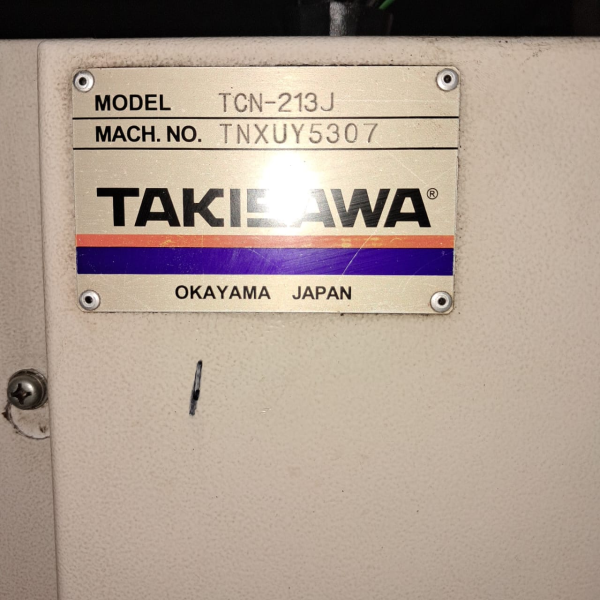 MODEL TCN-213J
MACH. NO. TNXUY5307
TAKISAWA®
OKAYAMA JAPAN